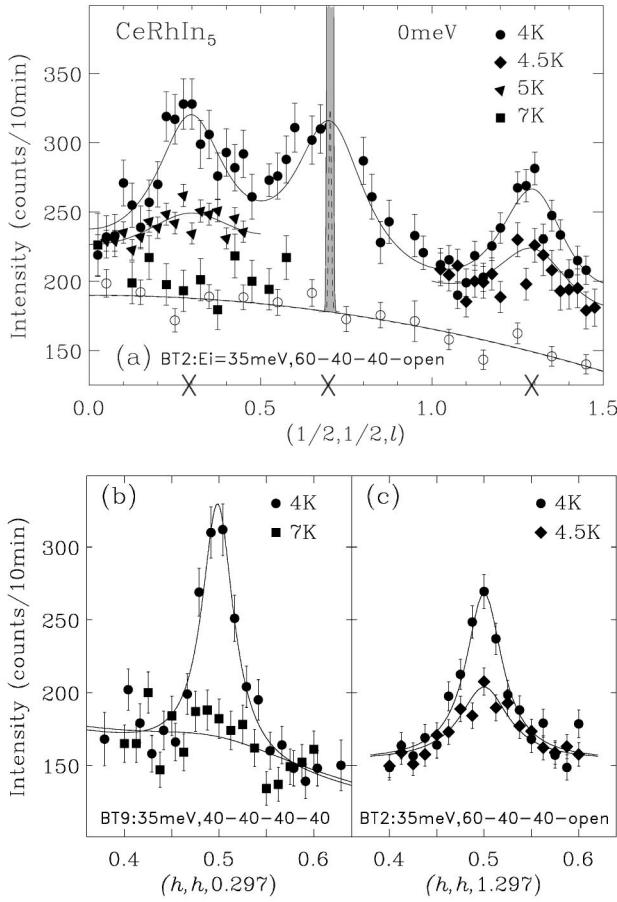 CeRhIn₅ 0meV
4K
4.5K
5K
7K
350
300
250
200
150
Intensity (counts/10min)
(a) BT2:Ei=35meV,60-40-40-open
0.0 0.5 1.0 1.5
(1/2,1/2,l)
(b)
4K
7K
300
200
150
Intensity (counts/10min)
BT9:35meV,40-40-40-40
0.4 0.5 0.6
(h,h,0.297)
(c)
4K
4.5K
BT2:35meV,60-40-40-open
0.4 0.5 0.6
(h,h,1.297)